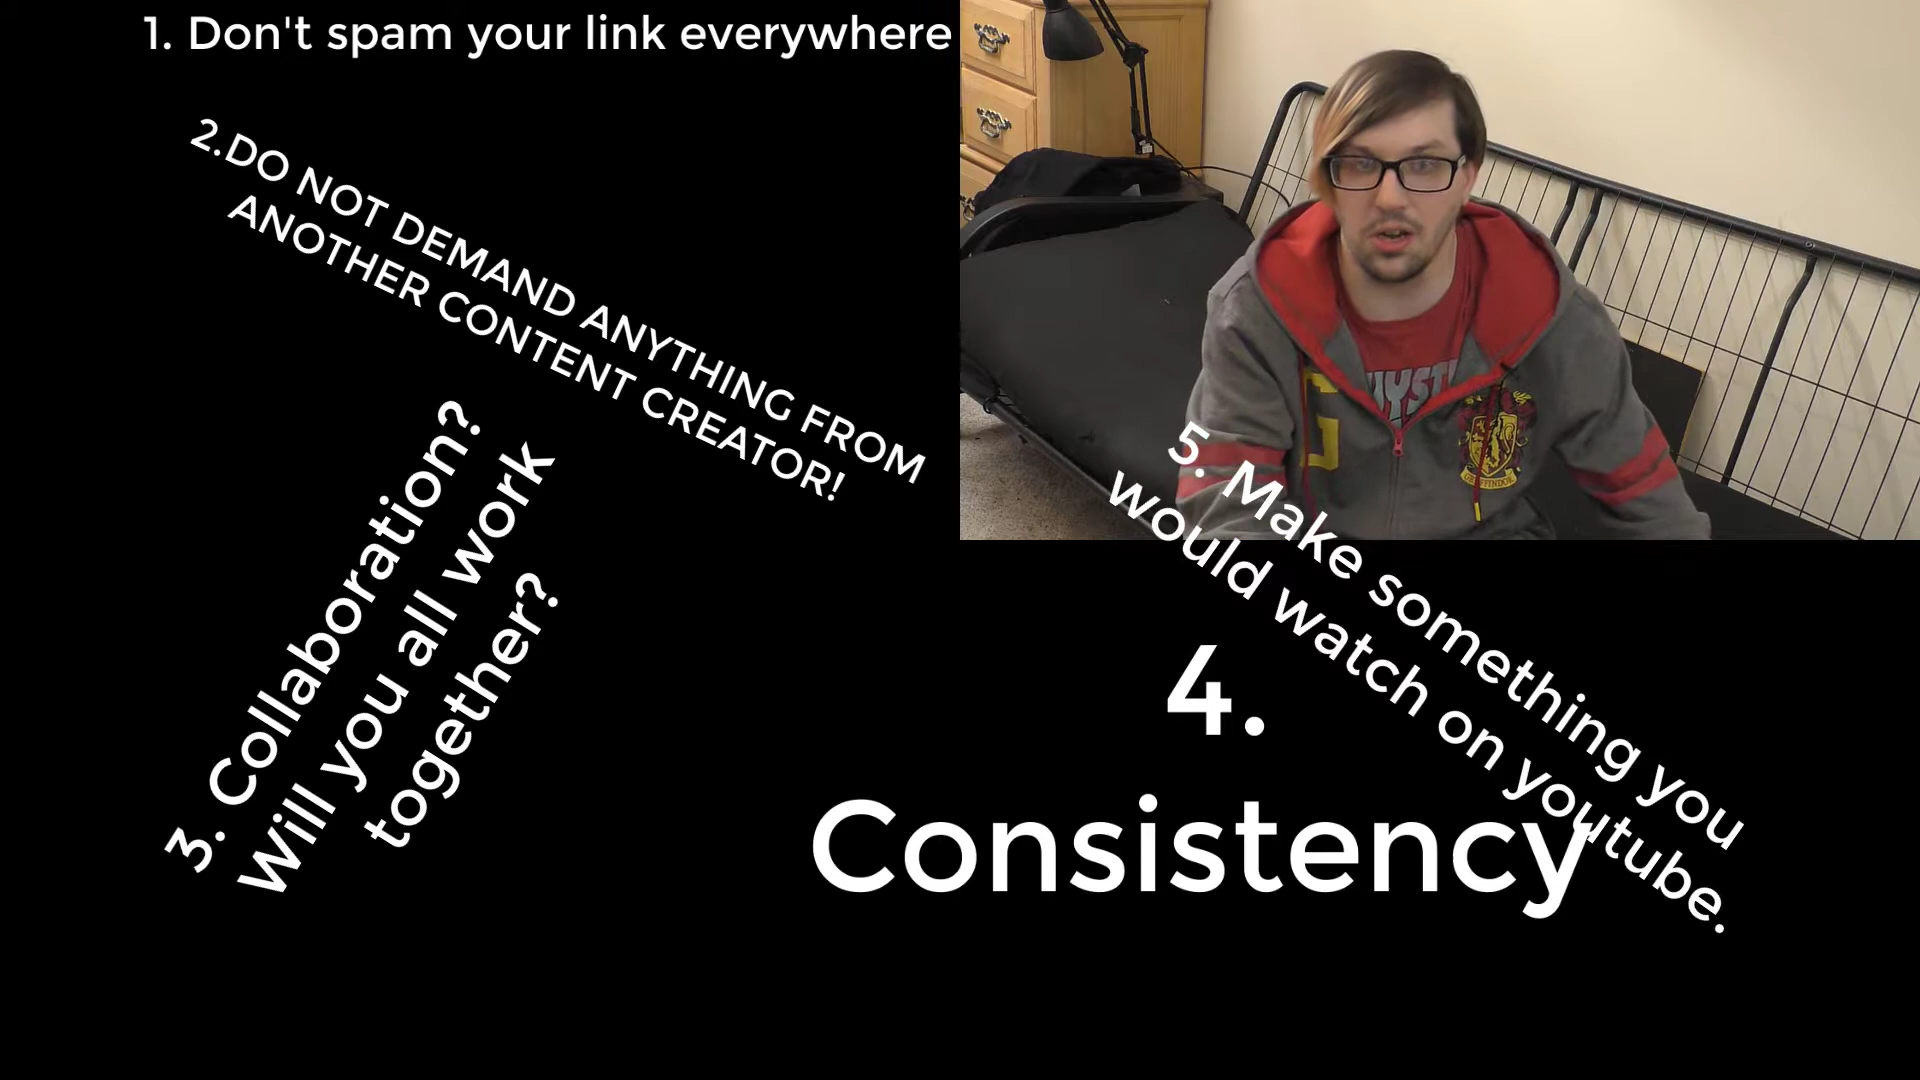 1. Don't spam your link everywhere
2.DO NOT DEMAND ANYTHING FROM
ANOTHER CONTENT CREATOR!
3. Collaboration?
Will you all work
together?
4.
Consistency
5. Make something you
would watch on youtube.
GRYFFINDOR